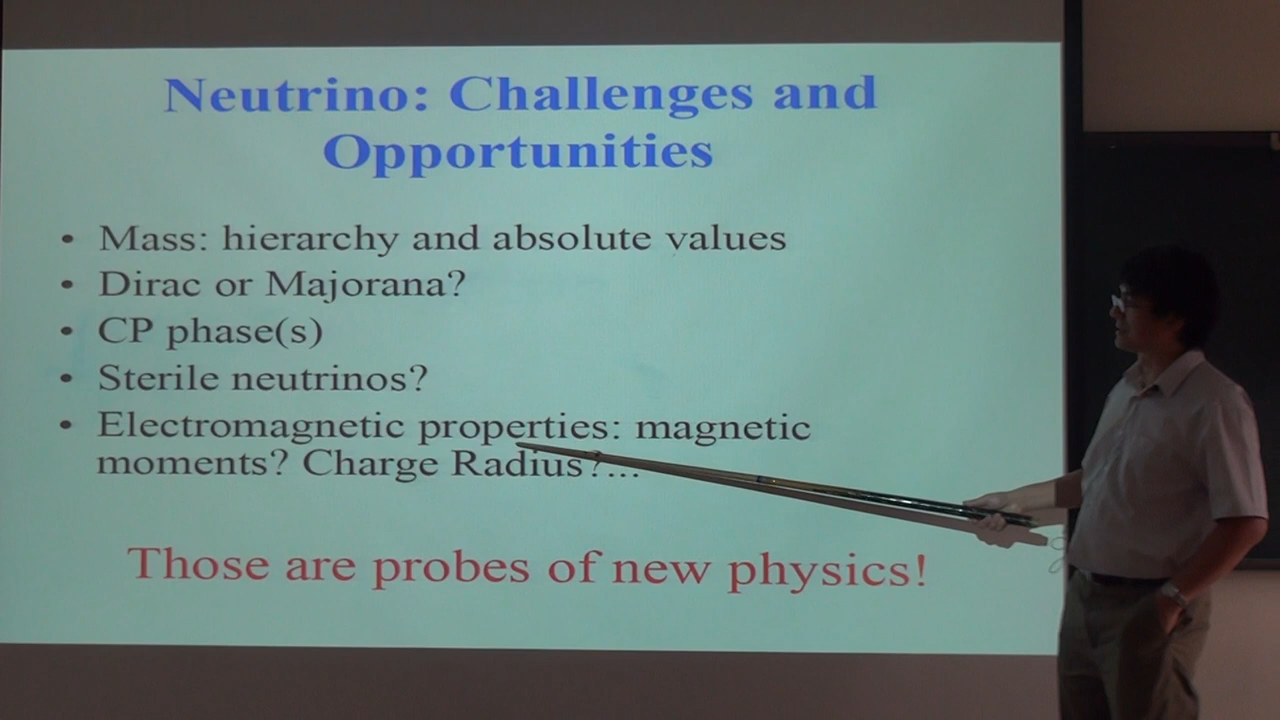 Neutrino: Challenges and
Opportunities
• Mass: hierarchy and absolute values
• Dirac or Majorana?
• CP phase(s)
• Sterile neutrinos?
• Electromagnetic properties: magnetic
moments? Charge Radius?...
Those are probes of new physics!